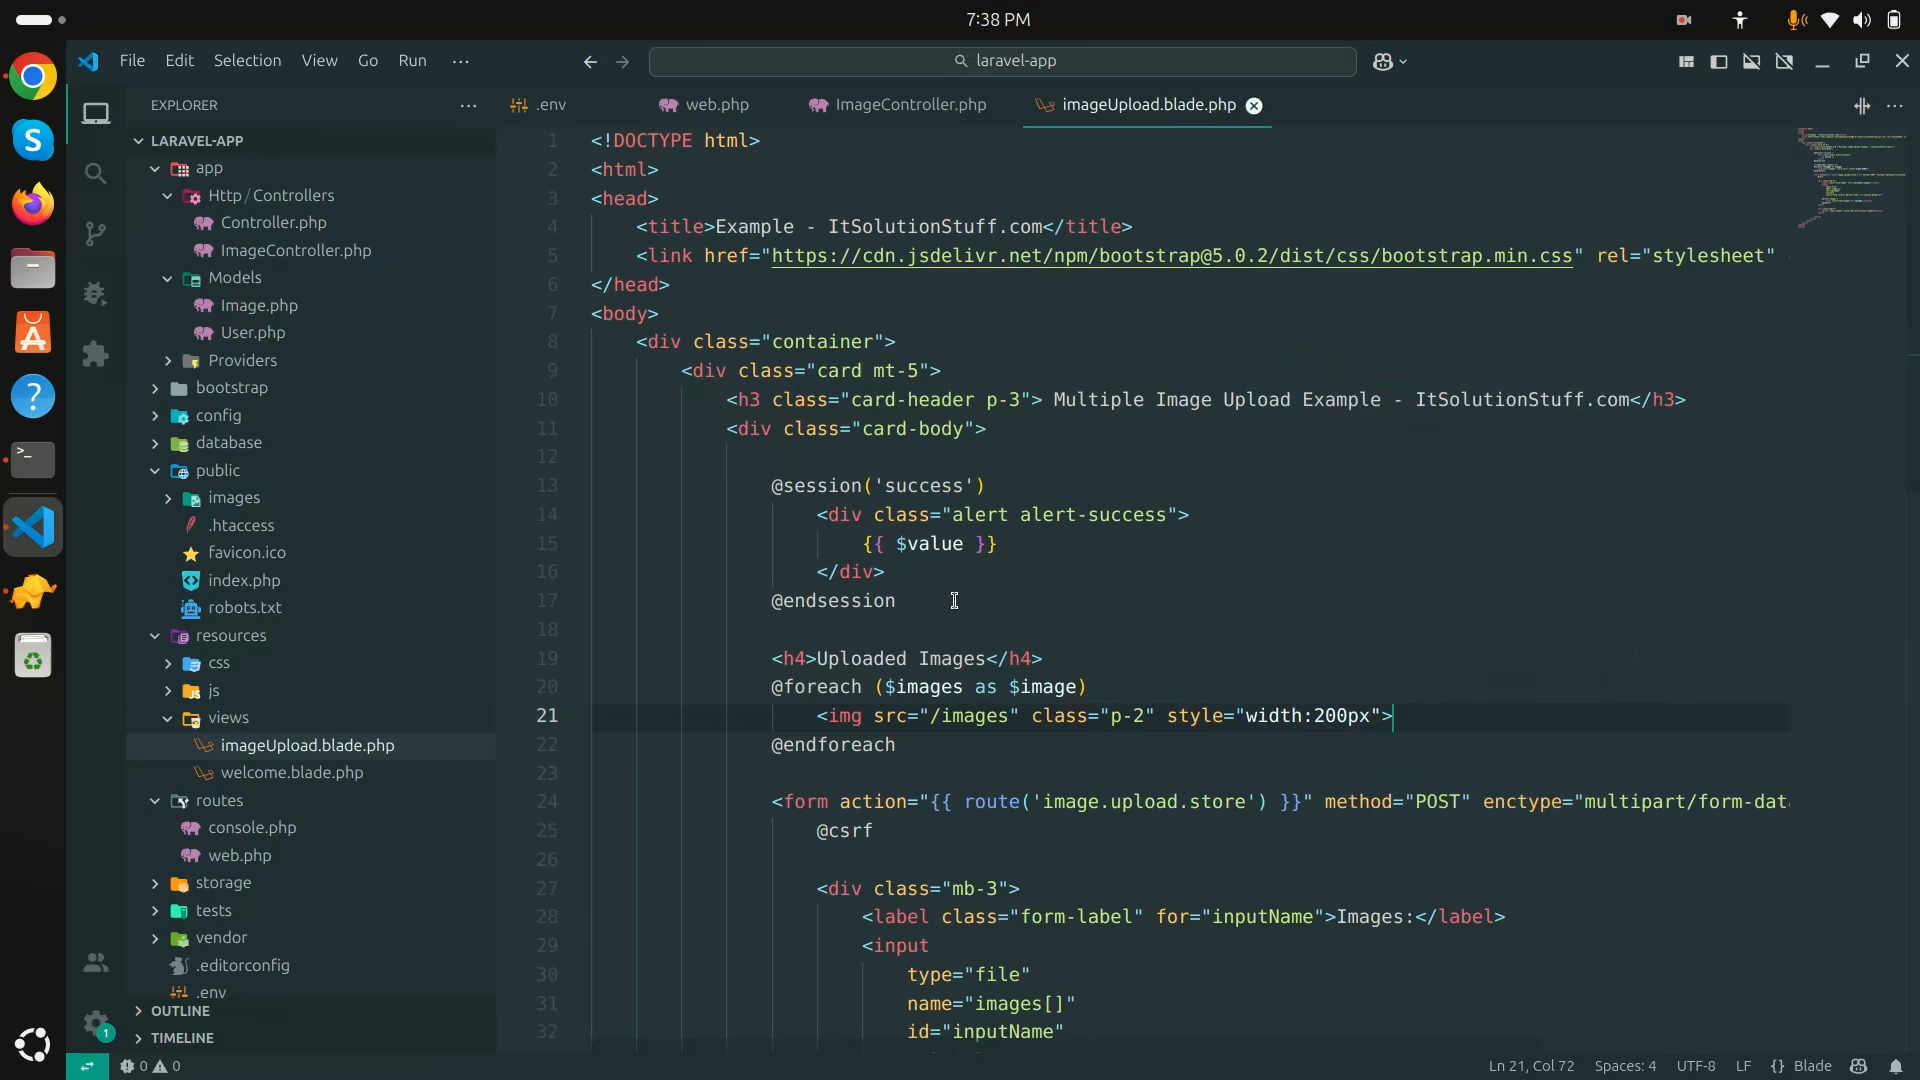 7:38 PM
File Edit Selection View Go Run ···
laravel-app
EXPLORER
.env
web.php
ImageController.php
imageUpload.blade.php
LARAVEL-APP
app
Http / Controllers
Controller.php
ImageController.php
Models
Image.php
User.php
Providers
bootstrap
config
database
public
images
.htaccess
favicon.ico
index.php
robots.txt
resources
css
js
views
imageUpload.blade.php
welcome.blade.php
routes
console.php
web.php
storage
tests
vendor
.editorconfig
.env
OUTLINE
TIMELINE
1 <!DOCTYPE html>
2 <html>
3 <head>
4 <title>Example - ItSolutionStuff.com</title>
5 <link href="https://cdn.jsdelivr.net/npm/bootstrap@5.0.2/dist/css/bootstrap.min.css" rel="stylesheet"
6 </head>
7 <body>
8 <div class="container">
9 <div class="card mt-5">
10 <h3 class="card-header p-3"> Multiple Image Upload Example - ItSolutionStuff.com</h3>
11 <div class="card-body">
12
13 @session('success')
14 <div class="alert alert-success">
15 {{ $value }}
16 </div>
17 @endsession
18
19 <h4>Uploaded Images</h4>
20 @foreach ($images as $image)
21 <img src="/images" class="p-2" style="width:200px">
22 @endforeach
23
24 <form action="{{ route('image.upload.store') }}" method="POST" enctype="multipart/form-dat
25 @csrf
26
27 <div class="mb-3">
28 <label class="form-label" for="inputName">Images:</label>
29 <input
30 type="file"
31 name="images[]"
32 id="inputName"
1
0 0
Ln 21, Col 72 Spaces: 4 UTF-8 LF {} Blade